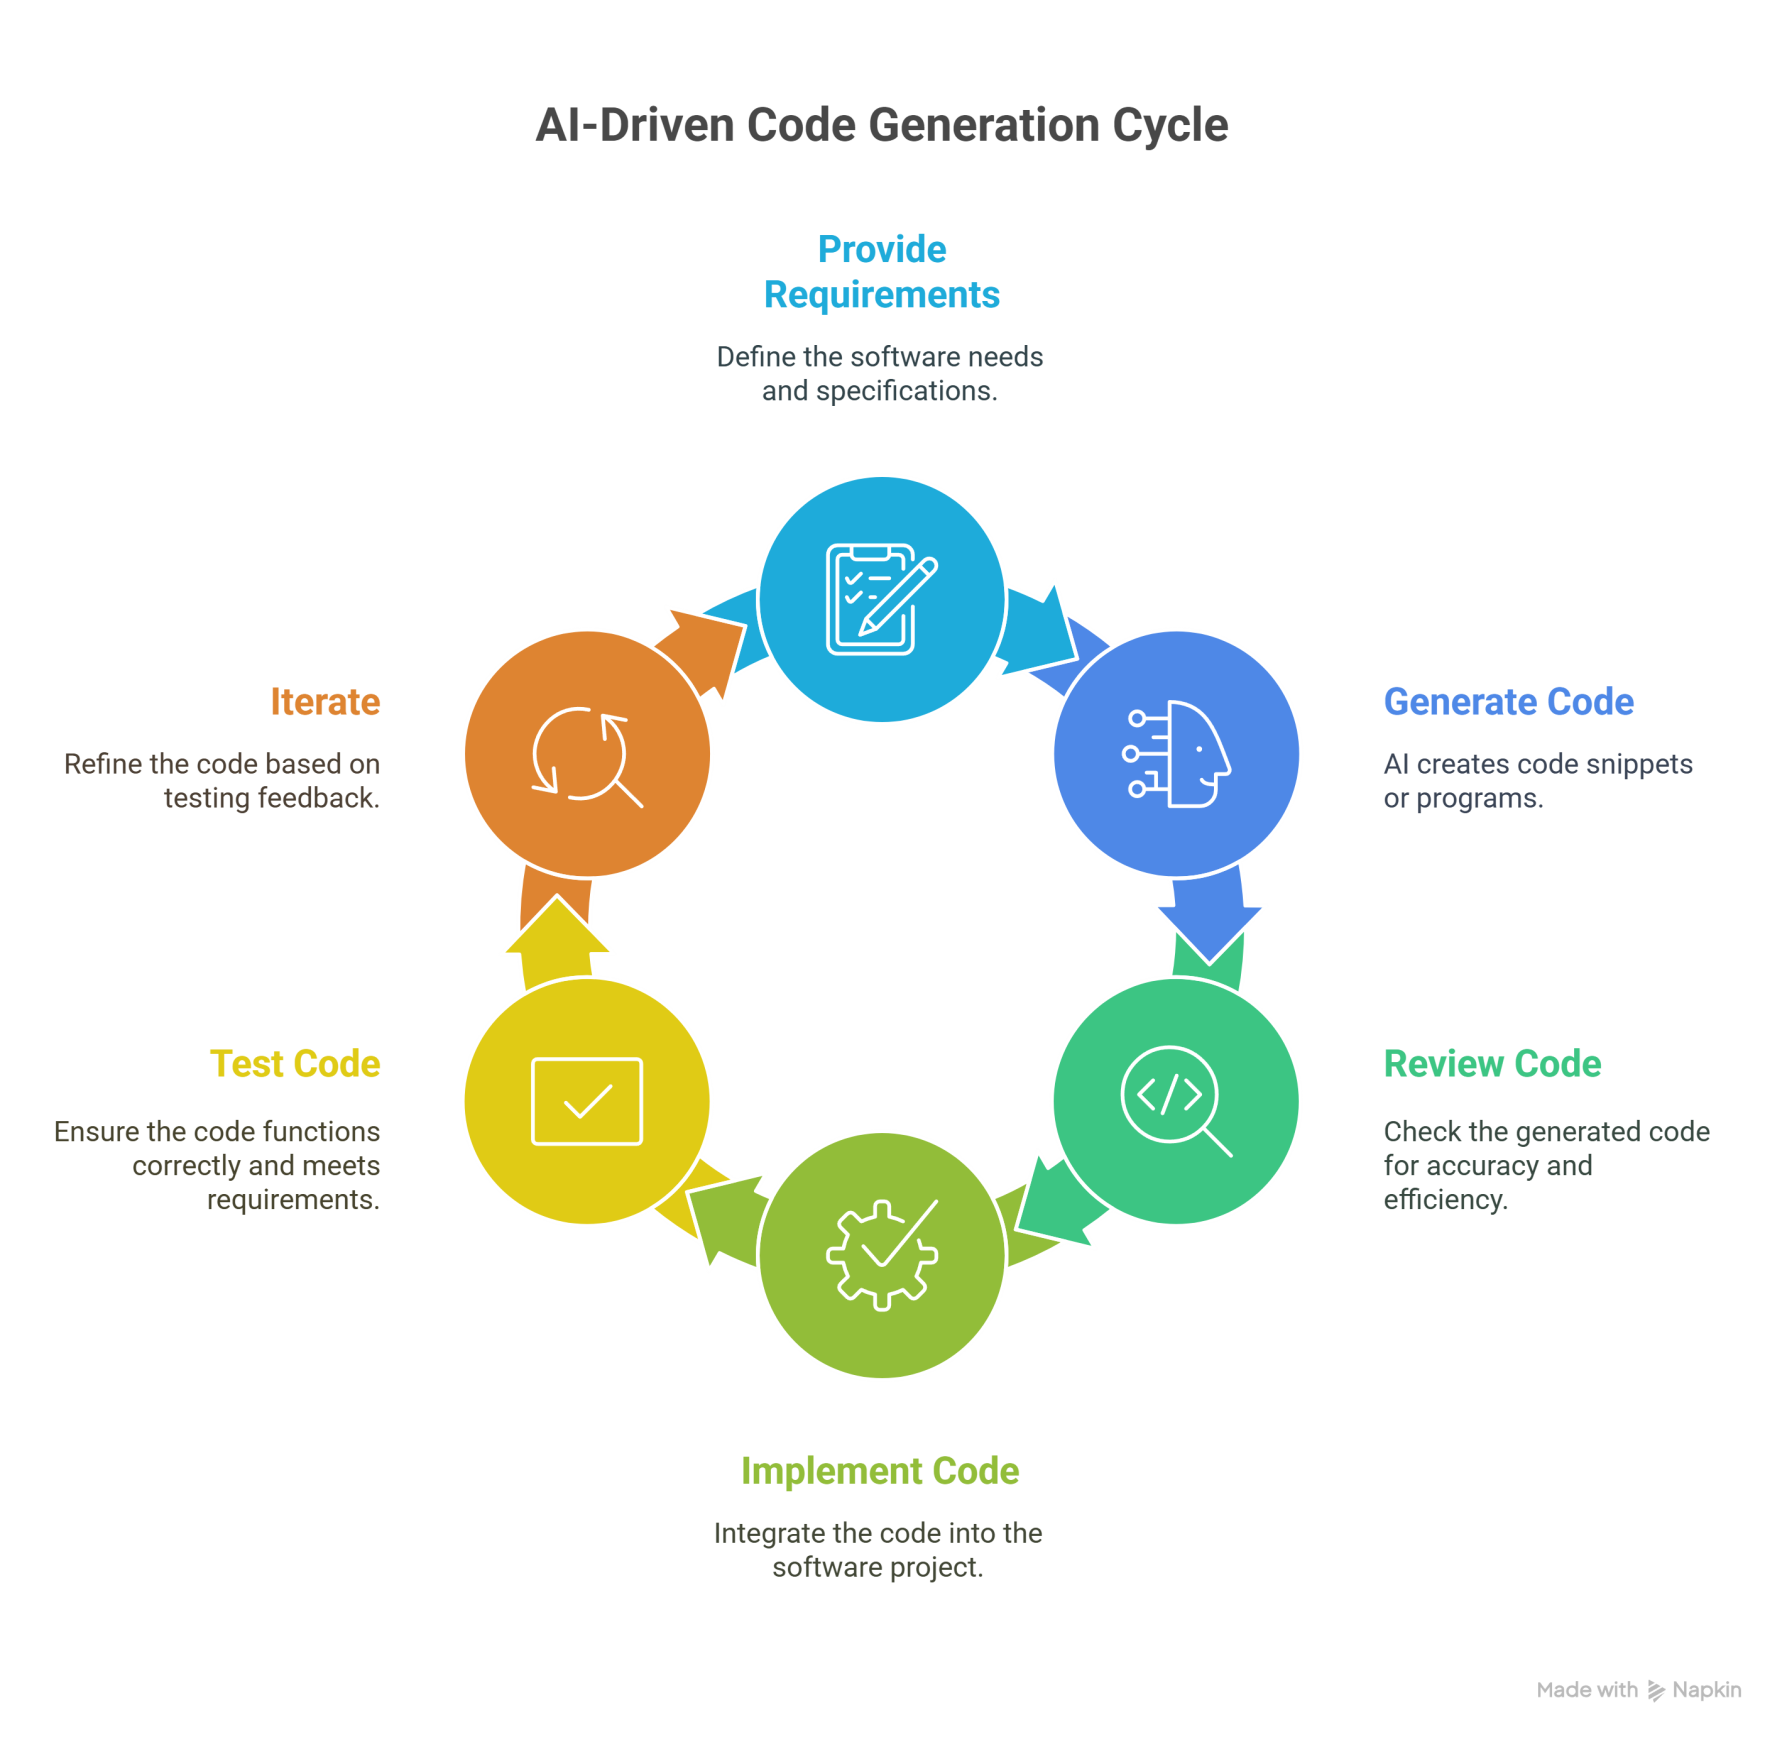 AI-Driven Code Generation Cycle
Provide
Requirements
Define the software needs
and specifications.
Generate Code
AI creates code snippets
or programs.
Review Code
Check the generated code
for accuracy and
efficiency.
Implement Code
Integrate the code into the
software project.
Test Code
Ensure the code functions
correctly and meets
requirements.
Iterate
Refine the code based on
testing feedback.
Made with Napkin